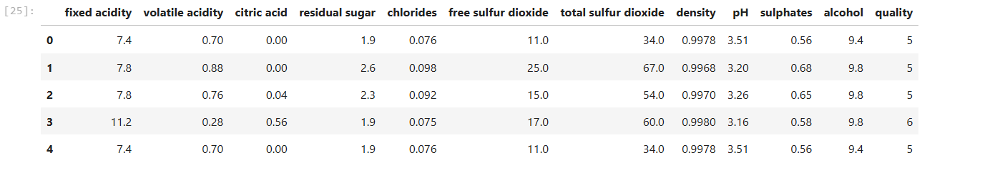 [25]:
fixed acidity volatile acidity citric acid residual sugar chlorides free sulfur dioxide total sulfur dioxide density pH sulphates alcohol quality
0 7.4 0.70 0.00 1.9 0.076 11.0 34.0 0.9978 3.51 0.56 9.4 5
1 7.8 0.88 0.00 2.6 0.098 25.0 67.0 0.9968 3.20 0.68 9.8 5
2 7.8 0.76 0.04 2.3 0.092 15.0 54.0 0.9970 3.26 0.65 9.8 5
3 11.2 0.28 0.56 1.9 0.075 17.0 60.0 0.9980 3.16 0.58 9.8 6
4 7.4 0.70 0.00 1.9 0.076 11.0 34.0 0.9978 3.51 0.56 9.4 5